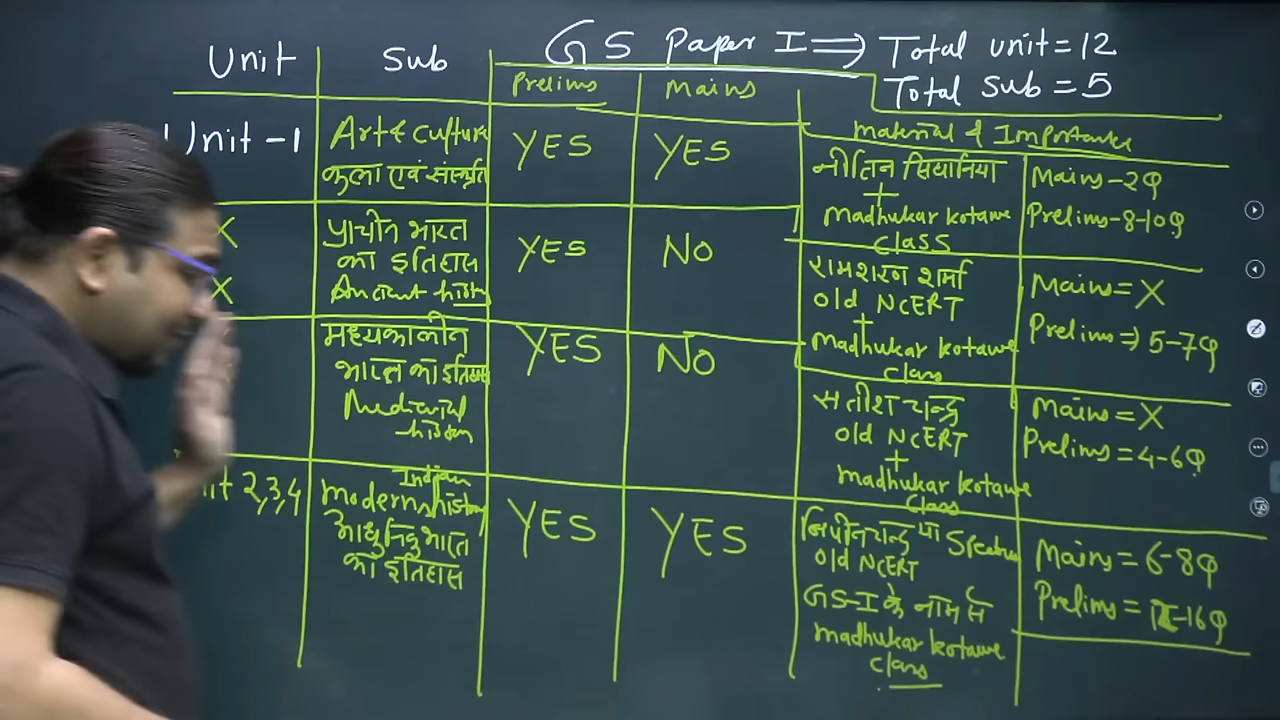 GS Paper I ⇒ Total unit = 12
Total Sub = 5
Unit
Sub
Prelims
Mains
Material & Importance
Unit - 1
Art & Culture
कला एवं संस्कृति
YES
YES
नीतिन सिंघानिया
+
Madhukar kotawe
class
Mains - 2Q
Prelims - 8-10Q
X
X
प्राचीन भारत
का इतिहास
Ancient history
YES
NO
रामशरण शर्मा
old NCERT
+
Madhukar kotawe
class
Mains = X
Prelims ⇒ 5-7Q
मध्यकालीन
भारत का इतिहास
Medieval
history
YES
NO
सतीश चन्द्र
old NCERT
+
madhukar kotawe
class
Mains = X
Prelims = 4-6Q
it 2,3,4
Indian
Modern history
आधुनिक भारत
का इतिहास
YES
YES
बिपीन चन्द्र या Spectrum
old NCERT
GS-I के नाम से
madhukar kotawe
class
Mains = 6-8Q
Prelims = -16Q